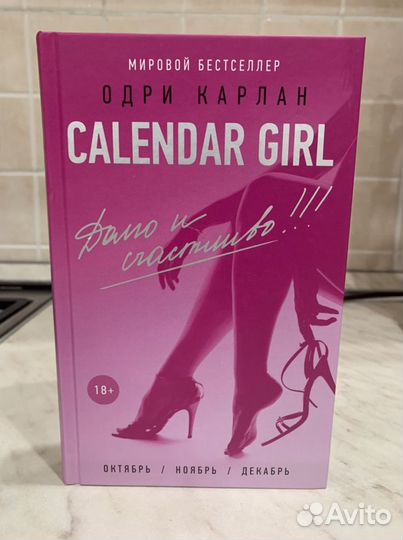 МИРОВОЙ БЕСТСЕЛЛЕР
ОДРИ КАРЛАН
CALENDAR GIRL
Долго и
счастливо!!!
18+
ОКТЯБРЬ / НОЯБРЬ / ДЕКАБРЬ
Avito